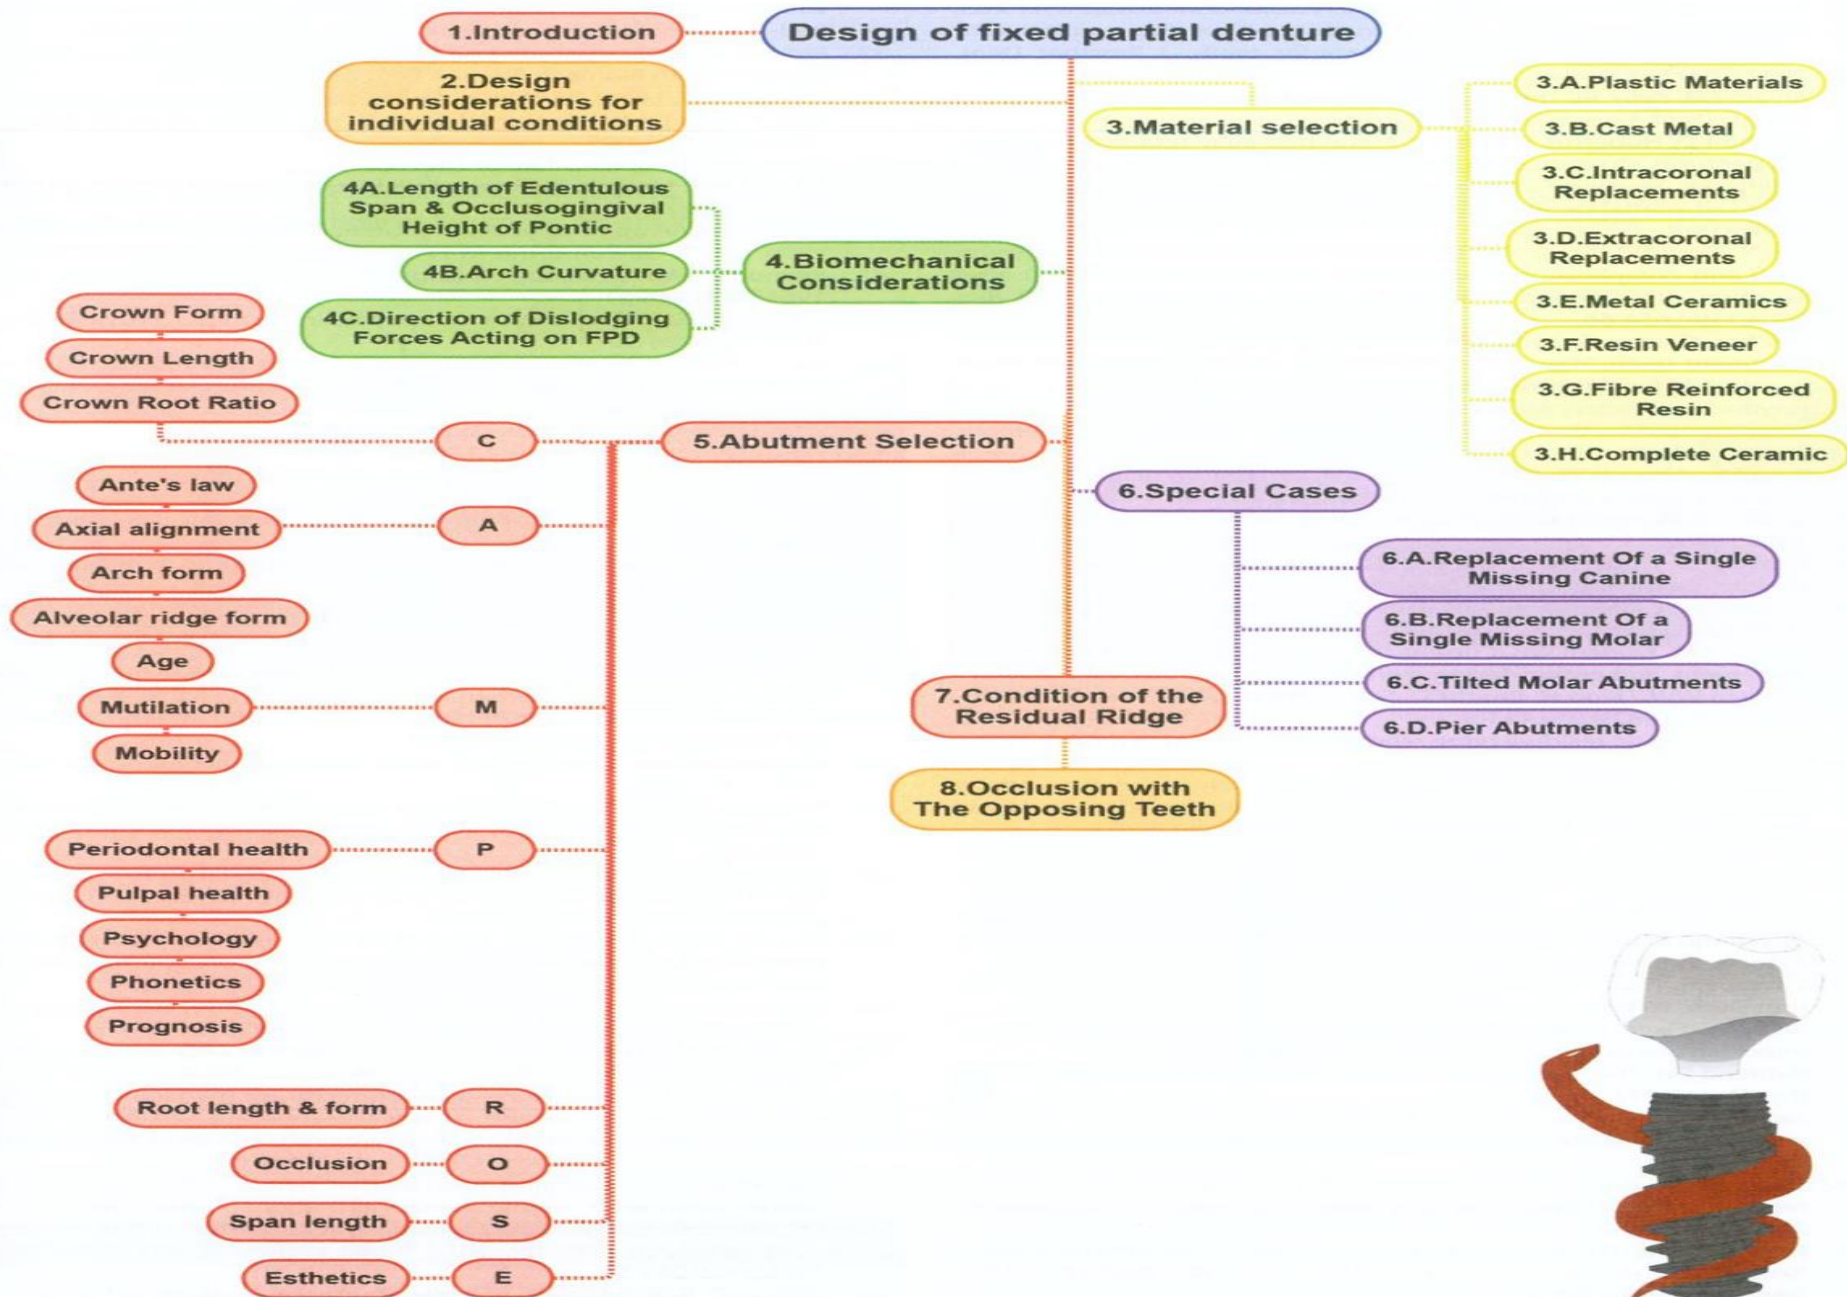 Design of fixed partial denture
1.Introduction
2.Design
considerations for
individual conditions
3.Material selection
3.A.Plastic Materials
3.B.Cast Metal
3.C.Intracoronal
Replacements
3.D.Extracoronal
Replacements
3.E.Metal Ceramics
3.F.Resin Veneer
3.G.Fibre Reinforced
Resin
3.H.Complete Ceramic
4.Biomechanical
Considerations
4A.Length of Edentulous
Span & Occlusogingival
Height of Pontic
4B.Arch Curvature
4C.Direction of Dislodging
Forces Acting on FPD
5.Abutment Selection
C
Crown Form
Crown Length
Crown Root Ratio
A
Ante's law
Axial alignment
Arch form
Alveolar ridge form
Age
M
Mutilation
Mobility
P
Periodontal health
Pulpal health
Psychology
Phonetics
Prognosis
R
Root length & form
O
Occlusion
S
Span length
E
Esthetics
6.Special Cases
6.A.Replacement Of a Single
Missing Canine
6.B.Replacement Of a
Single Missing Molar
6.C.Tilted Molar Abutments
6.D.Pier Abutments
7.Condition of the
Residual Ridge
8.Occlusion with
The Opposing Teeth